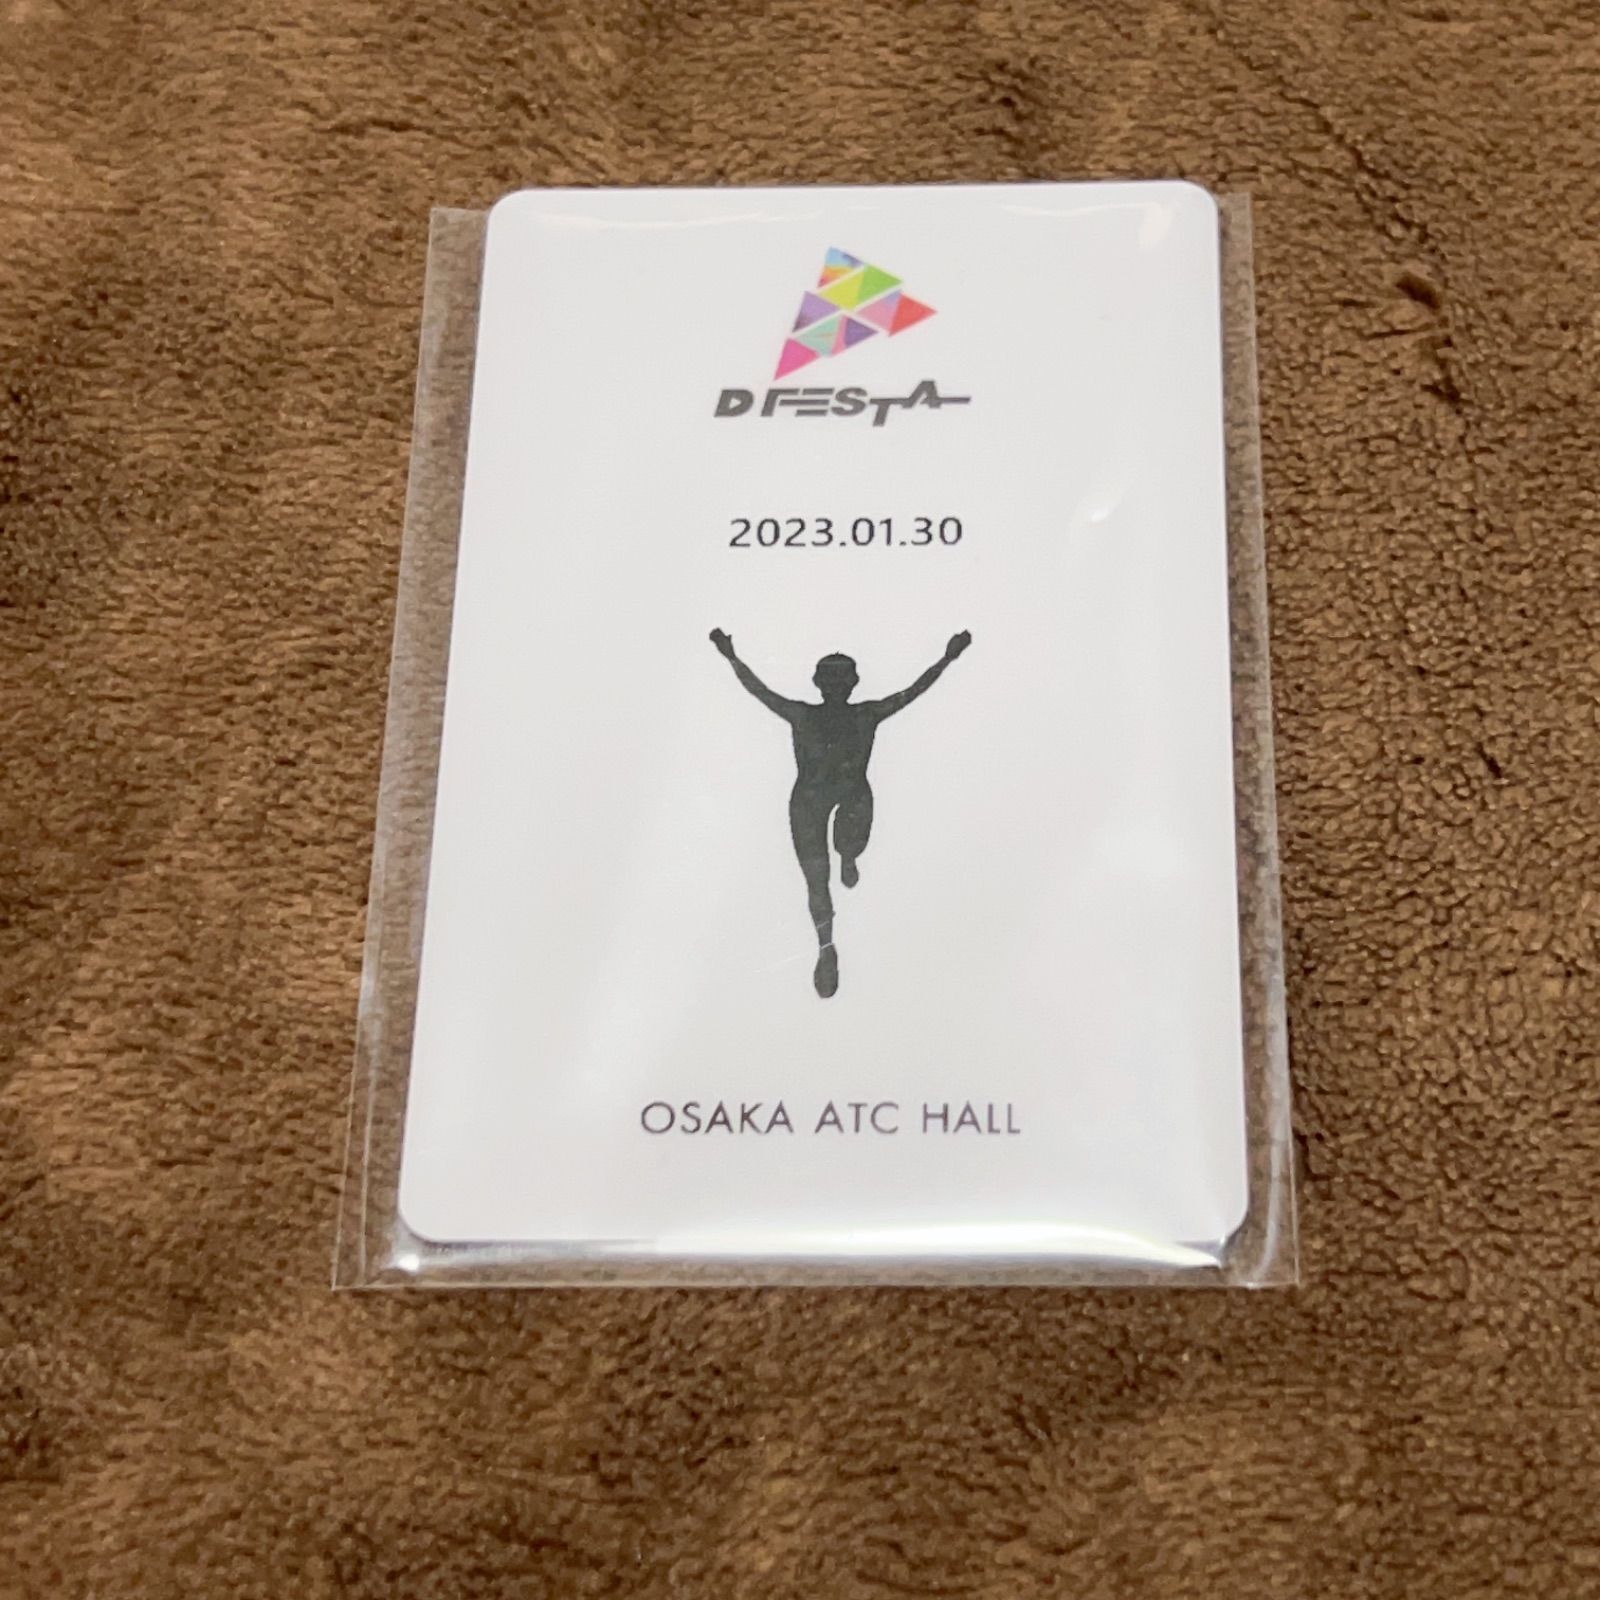 D FESTA
2023.01.30
OSAKA ATC HALL